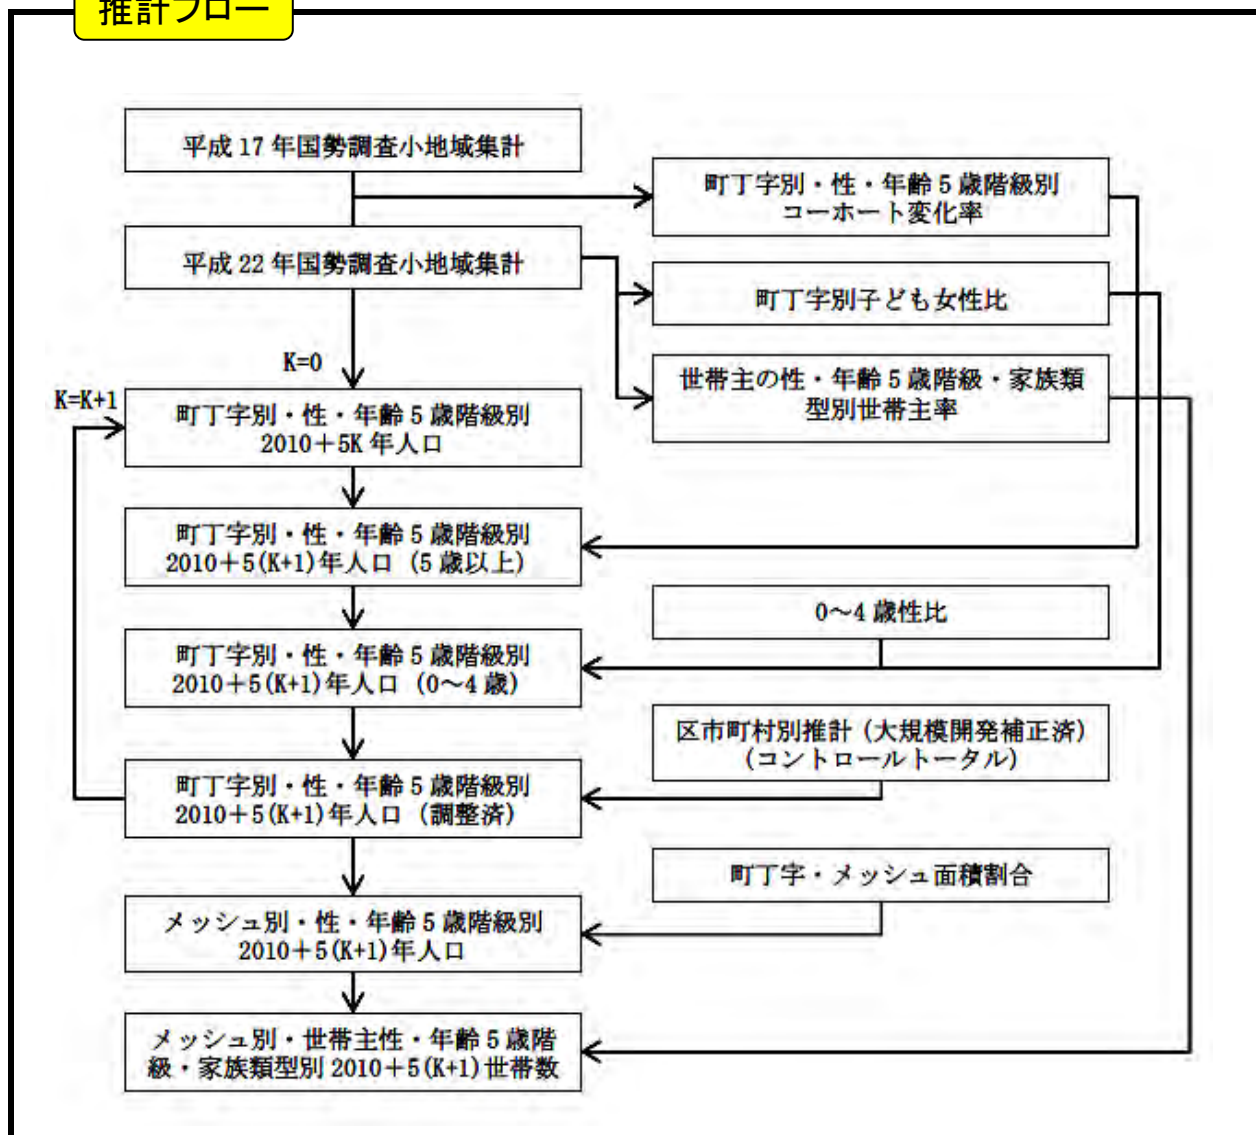 推計フロー
平成17年国勢調査小地域集計
町丁字別・性・年齢5歳階級別
コーホート変化率
平成22年国勢調査小地域集計
町丁字別子ども女性比
K=0
世帯主の性・年齢5歳階級・家族類
型別世帯主率
K=K+1
町丁字別・性・年齢5歳階級別
2010+5K年人口
町丁字別・性・年齢5歳階級別
2010+5(K+1)年人口（5歳以上）
0～4歳性比
町丁字別・性・年齢5歳階級別
2010+5(K+1)年人口（0～4歳）
区市町村別推計（大規模開発補正済）
（コントロールトータル）
町丁字別・性・年齢5歳階級別
2010+5(K+1)年人口（調整済）
町丁字・メッシュ面積割合
メッシュ別・性・年齢5歳階級別
2010+5(K+1)年人口
メッシュ別・世帯主性・年齢5歳階
級・家族類型別2010+5(K+1)世帯数